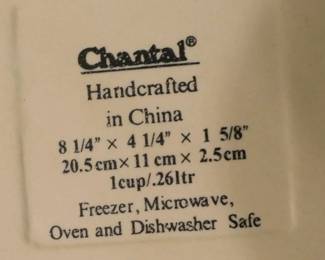 Chantal®
Handcrafted
in China
8 1/4" × 4 1/4" × 1 5/8"
20.5cm × 11 cm × 2.5cm
1cup/.26ltr
Freezer, Microwave,
Oven and Dishwasher Safe